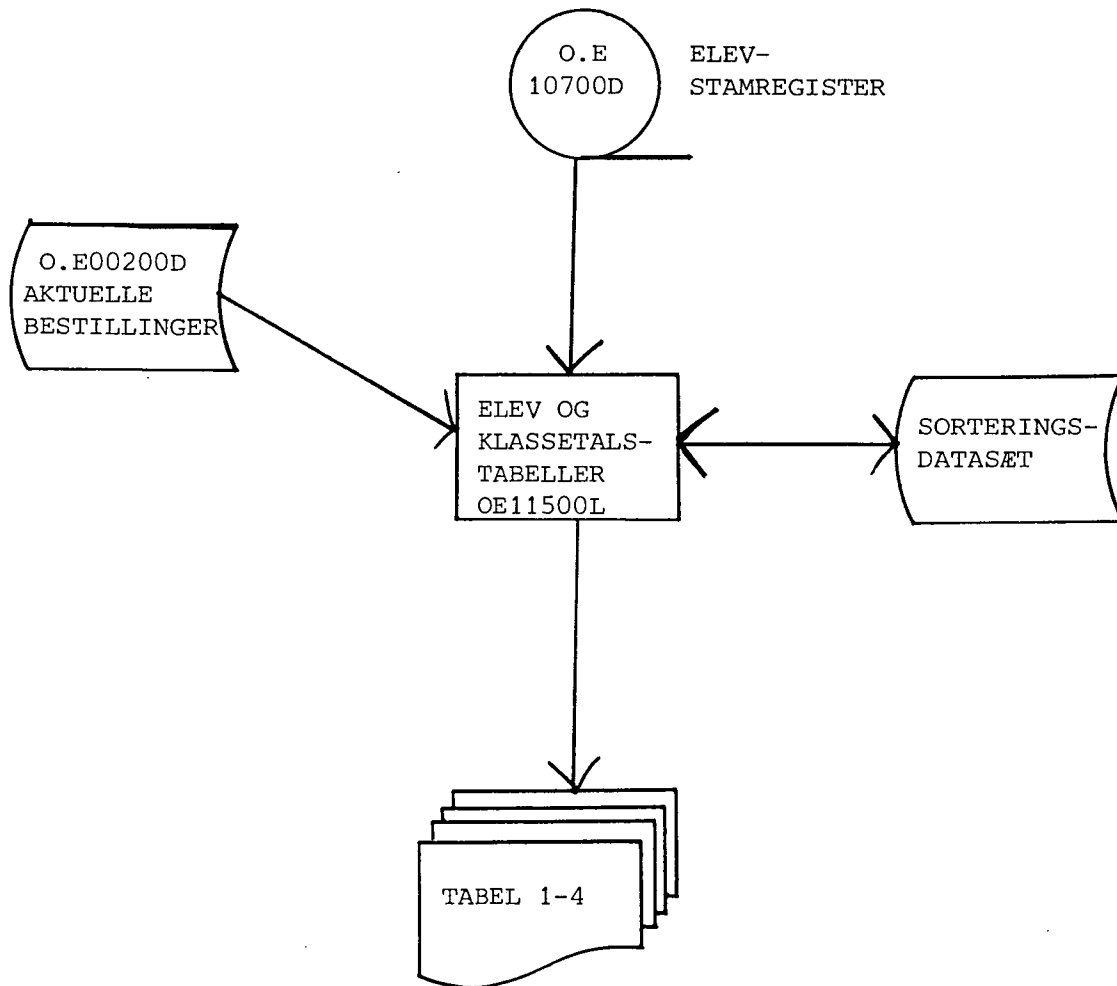 O.E
10700D
ELEV-
STAMREGISTER
O.E00200D
AKTUELLE
BESTILLINGER
ELEV OG
KLASSETALS-
TABELLER
OE11500L
SORTERINGS-
DATASÆT
TABEL 1-4